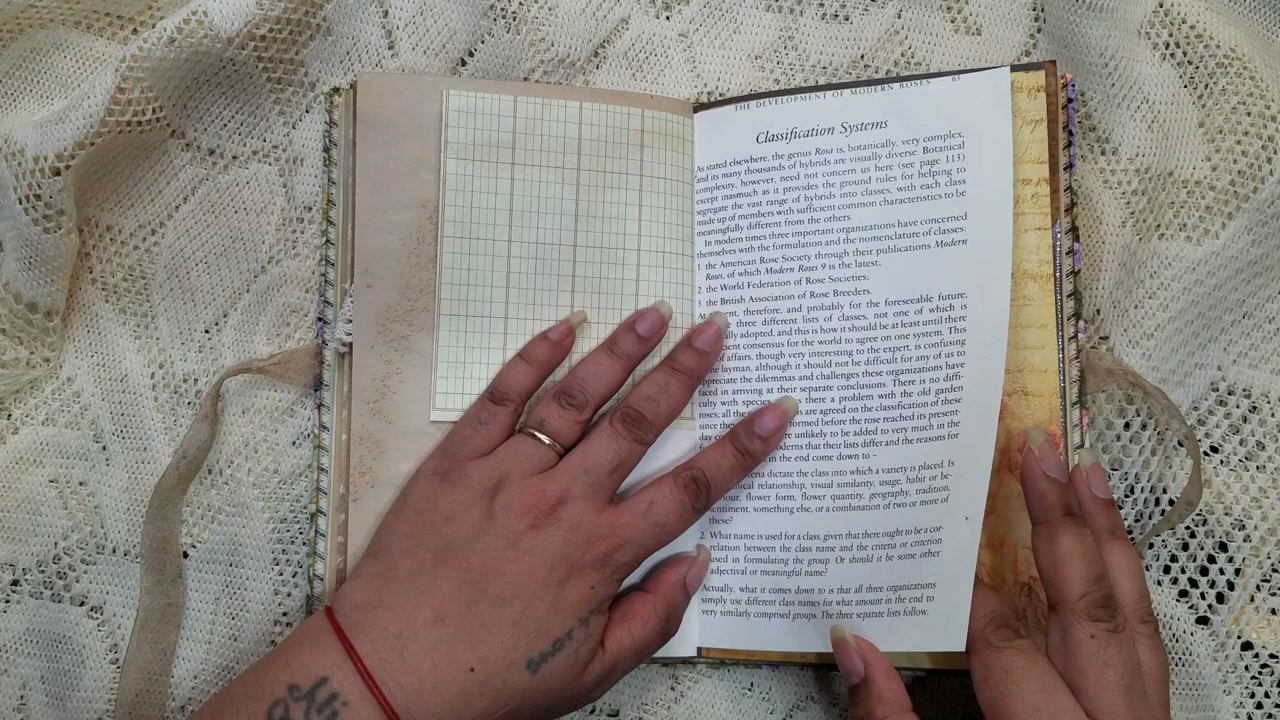 THE DEVELOPMENT OF MODERN ROSES · 63
Classification Systems
As stated elsewhere, the genus Rosa is, botanically, very complex,
and its many thousands of hybrids are visually diverse. Botanical
complexity, however, need not concern us here (see page 113)
except inasmuch as it provides the ground rules for helping to
segregate the vast range of hybrids into classes, with each class
made up of members with sufficient common characteristics to be
meaningfully different from the others.
In modern times three important organizations have concerned
themselves with the formulation and the nomenclature of classes:
1. the American Rose Society through their publications Modern
Roses, of which Modern Roses 9 is the latest;
2. the World Federation of Rose Societies.
3. the British Association of Rose Breeders.
At therefore, and probably for the foreseeable future,
three different lists of classes, not one of which is
adopted, and this is how it should be at least until there
consensus for the world to agree on one system. This
of affairs, though very interesting to the expert, is confusing
layman, although it should not be difficult for any of us to
appreciate the dilemmas and challenges these organizations have
faced in arriving at their separate conclusions. There is no diffi-
culty with species, there a problem with the old garden
roses; all are agreed on the classification of these
since formed before the rose reached its present-
day unlikely to be added to very much in the
that their lists differ and the reasons for
in the end come down to –
dictate the class into which a variety is placed. Is
relationship, visual similarity, usage, habit or be-
flower form, flower quantity, geography, tradition,
sentiment, something else, or a combination of two or more of
these?
2. What name is used for a class, given that there ought to be a cor-
relation between the class name and the criteria or criterion
used in formulating the group. Or should it be some other
adjectival or meaningful name?
Actually, what it comes down to is that all three organizations
simply use different class names for what amount in the end to
very similarly comprised groups. The three separate lists follow.